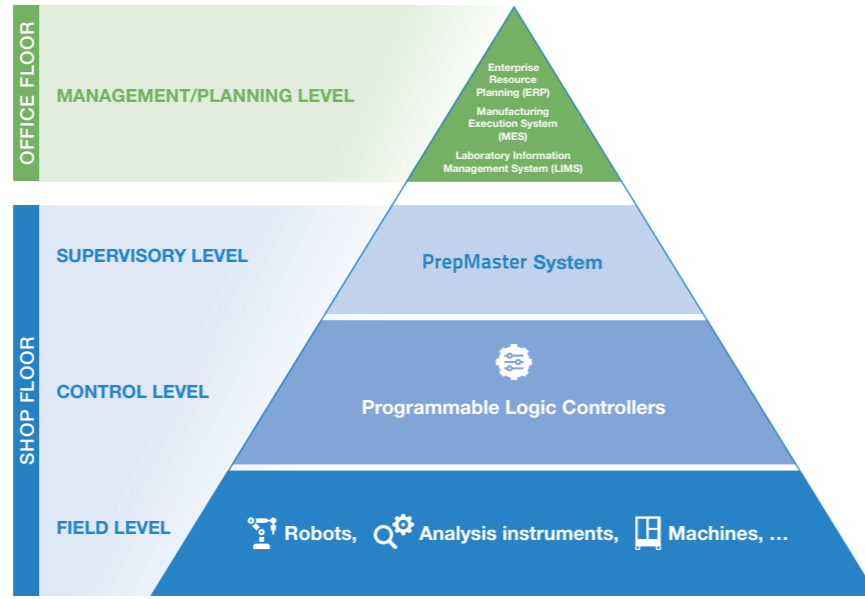 OFFICE FLOOR
MANAGEMENT/PLANNING LEVEL
Enterprise
Resource
Planning (ERP)
Manufacturing
Execution System
(MES)
Laboratory Information
Management System (LIMS)
SHOP FLOOR
SUPERVISORY LEVEL
PrepMaster System
CONTROL LEVEL
Programmable Logic Controllers
FIELD LEVEL
Robots, Analysis instruments, Machines, ...